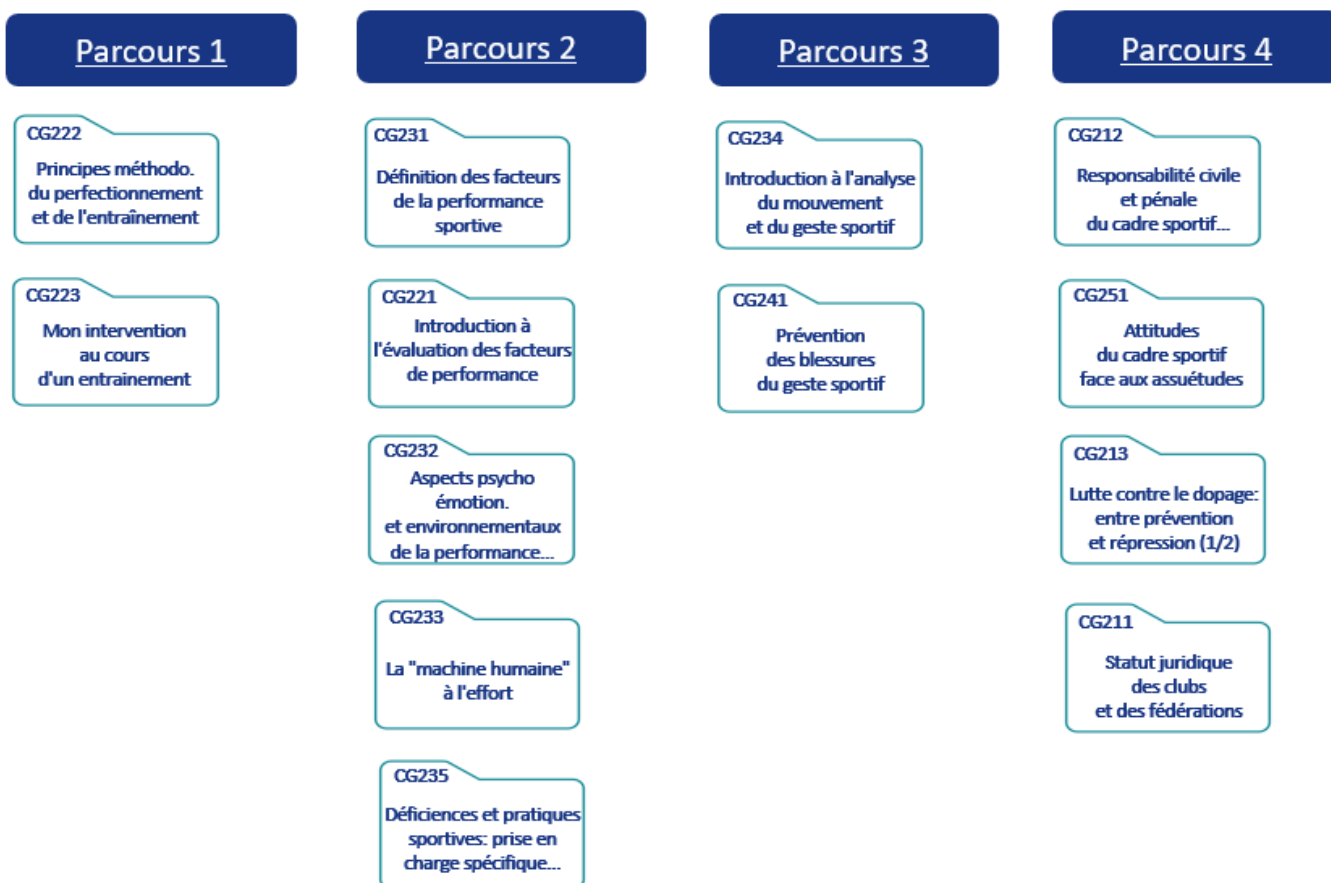 Parcours 1
CG222
Principes méthodo.
du perfectionnement
et de l'entraînement
CG223
Mon intervention
au cours
d'un entrainement
Parcours 2
CG231
Définition des facteurs
de la performance
sportive
CG221
Introduction à
l'évaluation des facteurs
de performance
CG232
Aspects psycho
émotion.
et environnementaux
de la performance...
CG233
La "machine humaine"
à l'effort
CG235
Déficiences et pratiques
sportives: prise en
charge spécifique...
Parcours 3
CG234
Introduction à l'analyse
du mouvement
et du geste sportif
CG241
Prévention
des blessures
du geste sportif
Parcours 4
CG212
Responsabilité civile
et pénale
du cadre sportif...
CG251
Attitudes
du cadre sportif
face aux assuétudes
CG213
Lutte contre le dopage:
entre prévention
et répression (1/2)
CG211
Statut juridique
des clubs
et des fédérations